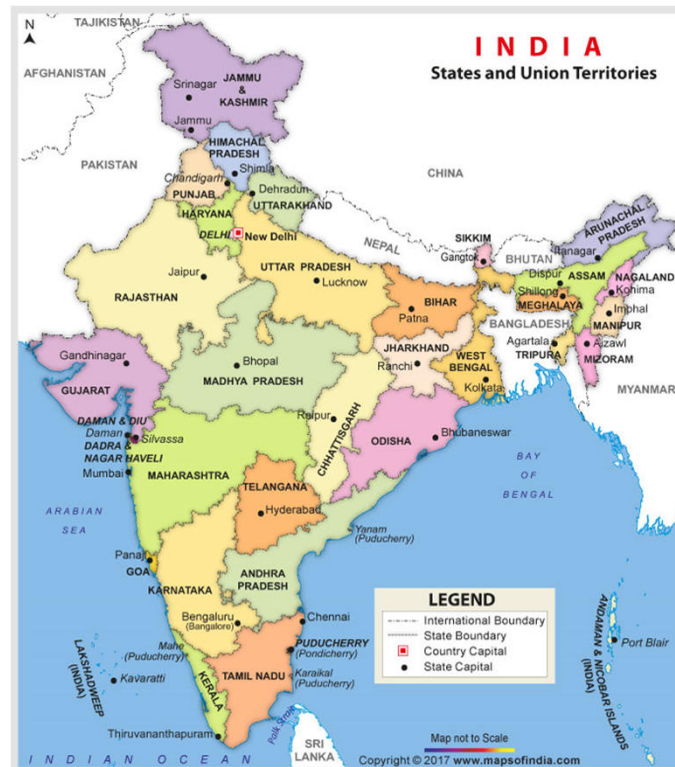 TAJIKISTAN
N
INDIA
States and Union Territories
AFGHANISTAN
JAMMU
&
KASHMIR
Srinagar
Jammu
HIMACHAL
PRADESH
Shimla
PAKISTAN
Chandigarh
PUNJAB
Dehradun
UTTARAKHAND
CHINA
HARYANA
DELHI
New Delhi
NEPAL
SIKKIM
Gangtok
BHUTAN
ARUNACHAL
PRADESH
Itanagar
Dispur
ASSAM
NAGALAND
Kohima
Shillong
MEGHALAYA
Imphal
MANIPUR
BANGLADESH
Agartala
TRIPURA
Aizawl
MIZORAM
MYANMAR
Jaipur
RAJASTHAN
UTTAR PRADESH
Lucknow
BIHAR
Patna
JHARKHAND
Ranchi
WEST
BENGAL
Kolkata
Gandhinagar
GUJARAT
Bhopal
MADHYA PRADESH
Raipur
CHHATTISGARH
ODISHA
Bhubaneswar
DAMAN & DIU
Daman
Silvassa
DADRA &
NAGAR HAVELI
Mumbai
MAHARASHTRA
TELANGANA
Hyderabad
BAY
OF
BENGAL
ARABIAN
SEA
Yanam
(Puducherry)
Panaji
GOA
KARNATAKA
ANDHRA
PRADESH
Bengaluru
(Bangalore)
Chennai
Mahe
(Puducherry)
PUDUCHERRY
(Pondicherry)
Karaikal
(Puducherry)
TAMIL NADU
KERALA
LAKSHADWEEP
(INDIA)
Kavaratti
Thiruvananthapuram
Palk Strait
SRI
LANKA
INDIAN OCEAN
ANDAMAN & NICOBAR ISLANDS
(INDIA)
Port Blair
LEGEND
International Boundary
State Boundary
Country Capital
State Capital
Map not to Scale
Copyright © 2017 www.mapsofindia.com